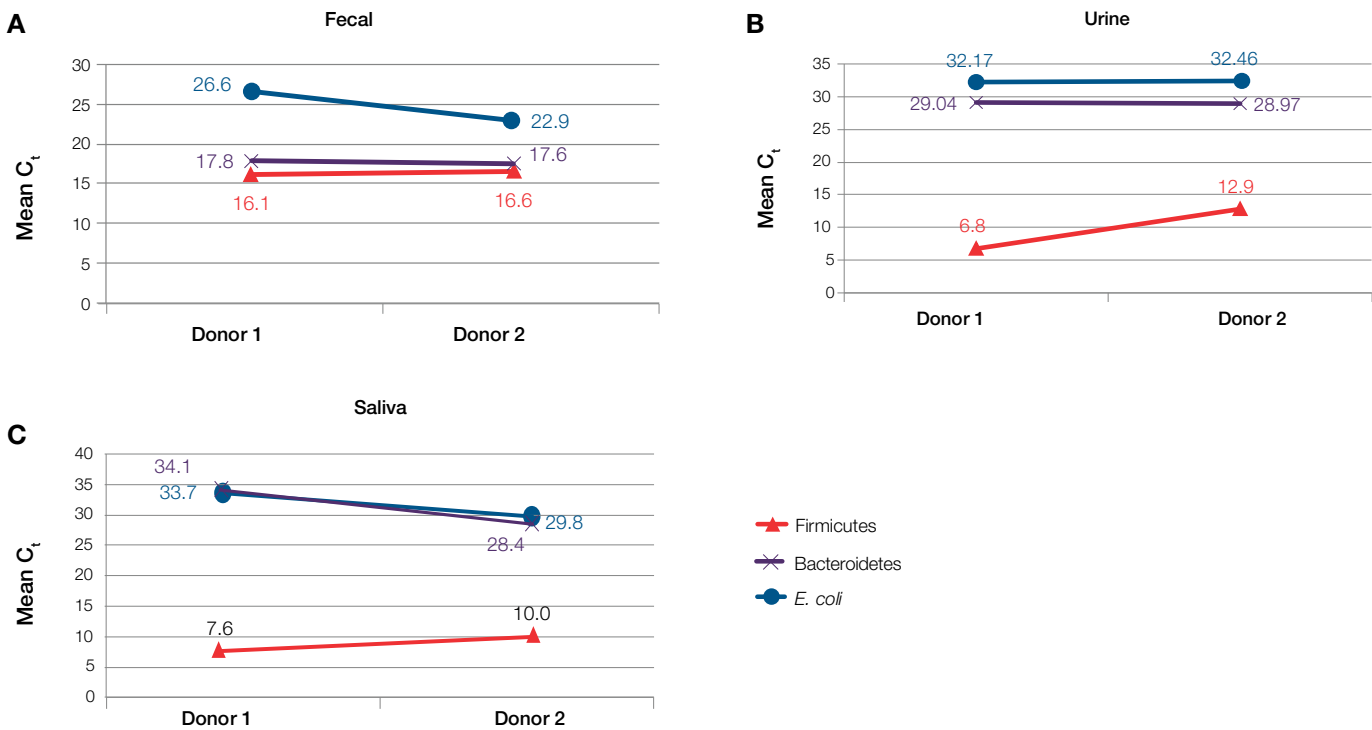 A
Fecal
Mean Ct
30
25
20
15
10
5
0
26.6
22.9
17.8
17.6
16.1
16.6
Donor 1
Donor 2
B
Urine
Mean Ct
35
30
25
20
15
10
5
0
32.17
32.46
29.04
28.97
6.8
12.9
Donor 1
Donor 2
C
Saliva
Mean Ct
40
35
30
25
20
15
10
5
0
34.1
33.7
29.8
28.4
7.6
10.0
Donor 1
Donor 2
Firmicutes
Bacteroidetes
E. coli